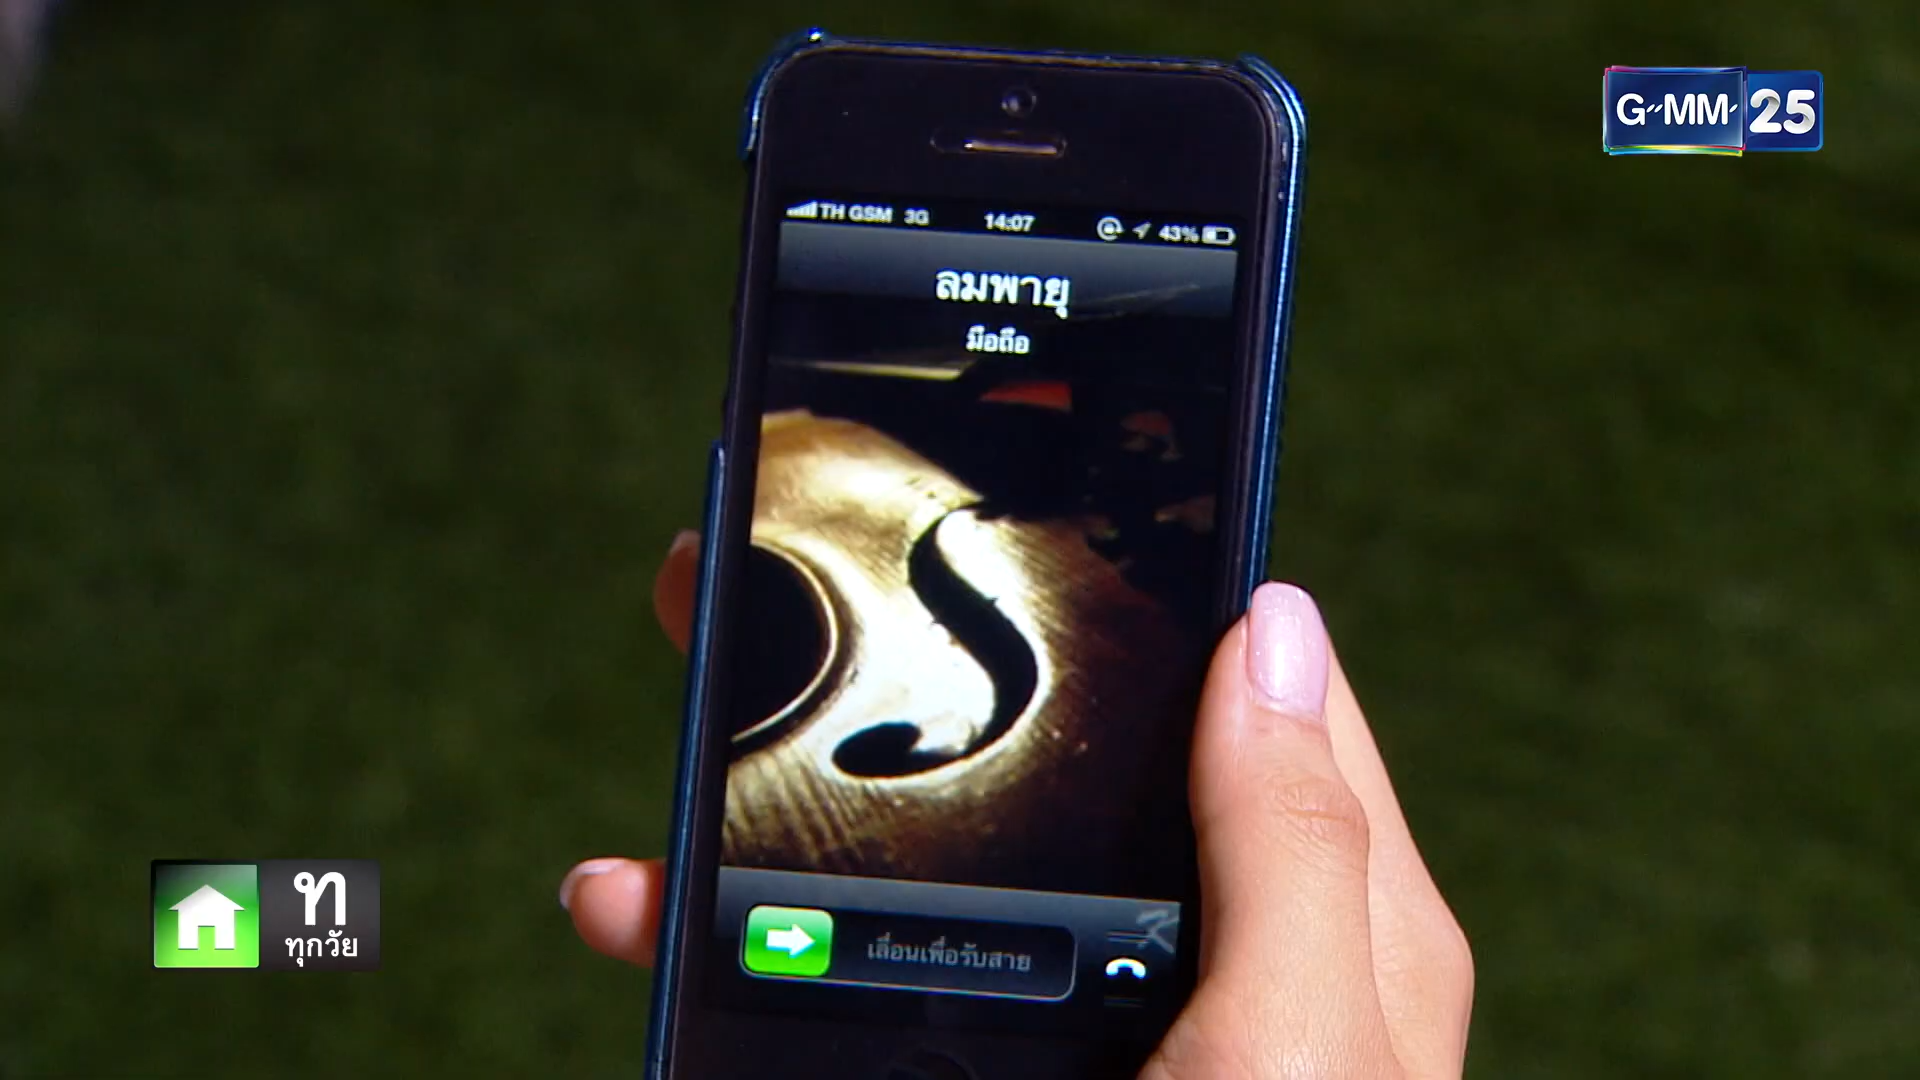 G"MM' 25
TH GSM 3G 14:07 43%
ลมพายุ
มือถือ
เลื่อนเพื่อรับสาย
ท
ทุกวัย